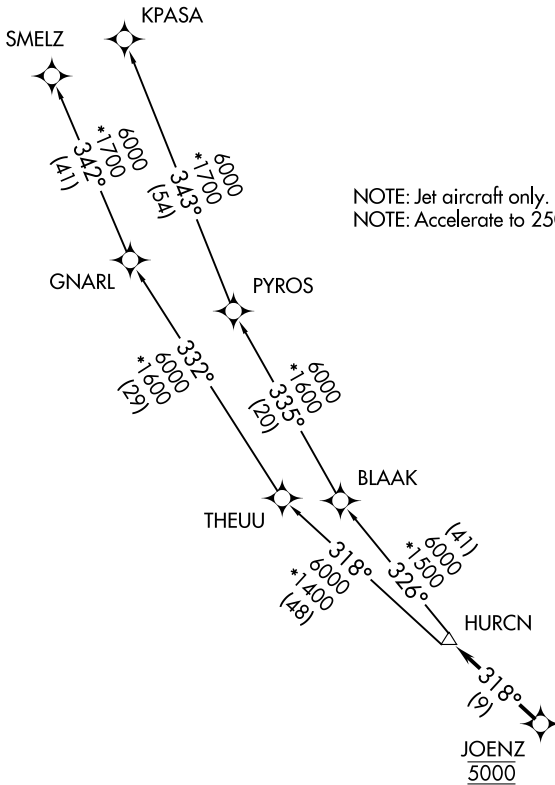 KPASA
SMELZ
6000
*1700
342°
(41)
6000
*1700
343°
(54)
NOTE: Jet aircraft only.
NOTE: Accelerate to 250
GNARL
PYROS
332°
6000
*1600
(29)
6000
*1600
335°
(20)
BLAAK
THEUU
318°
6000
*1400
(48)
(41)
6000
*1500
326°
HURCN
318°
(9)
JOENZ
5000